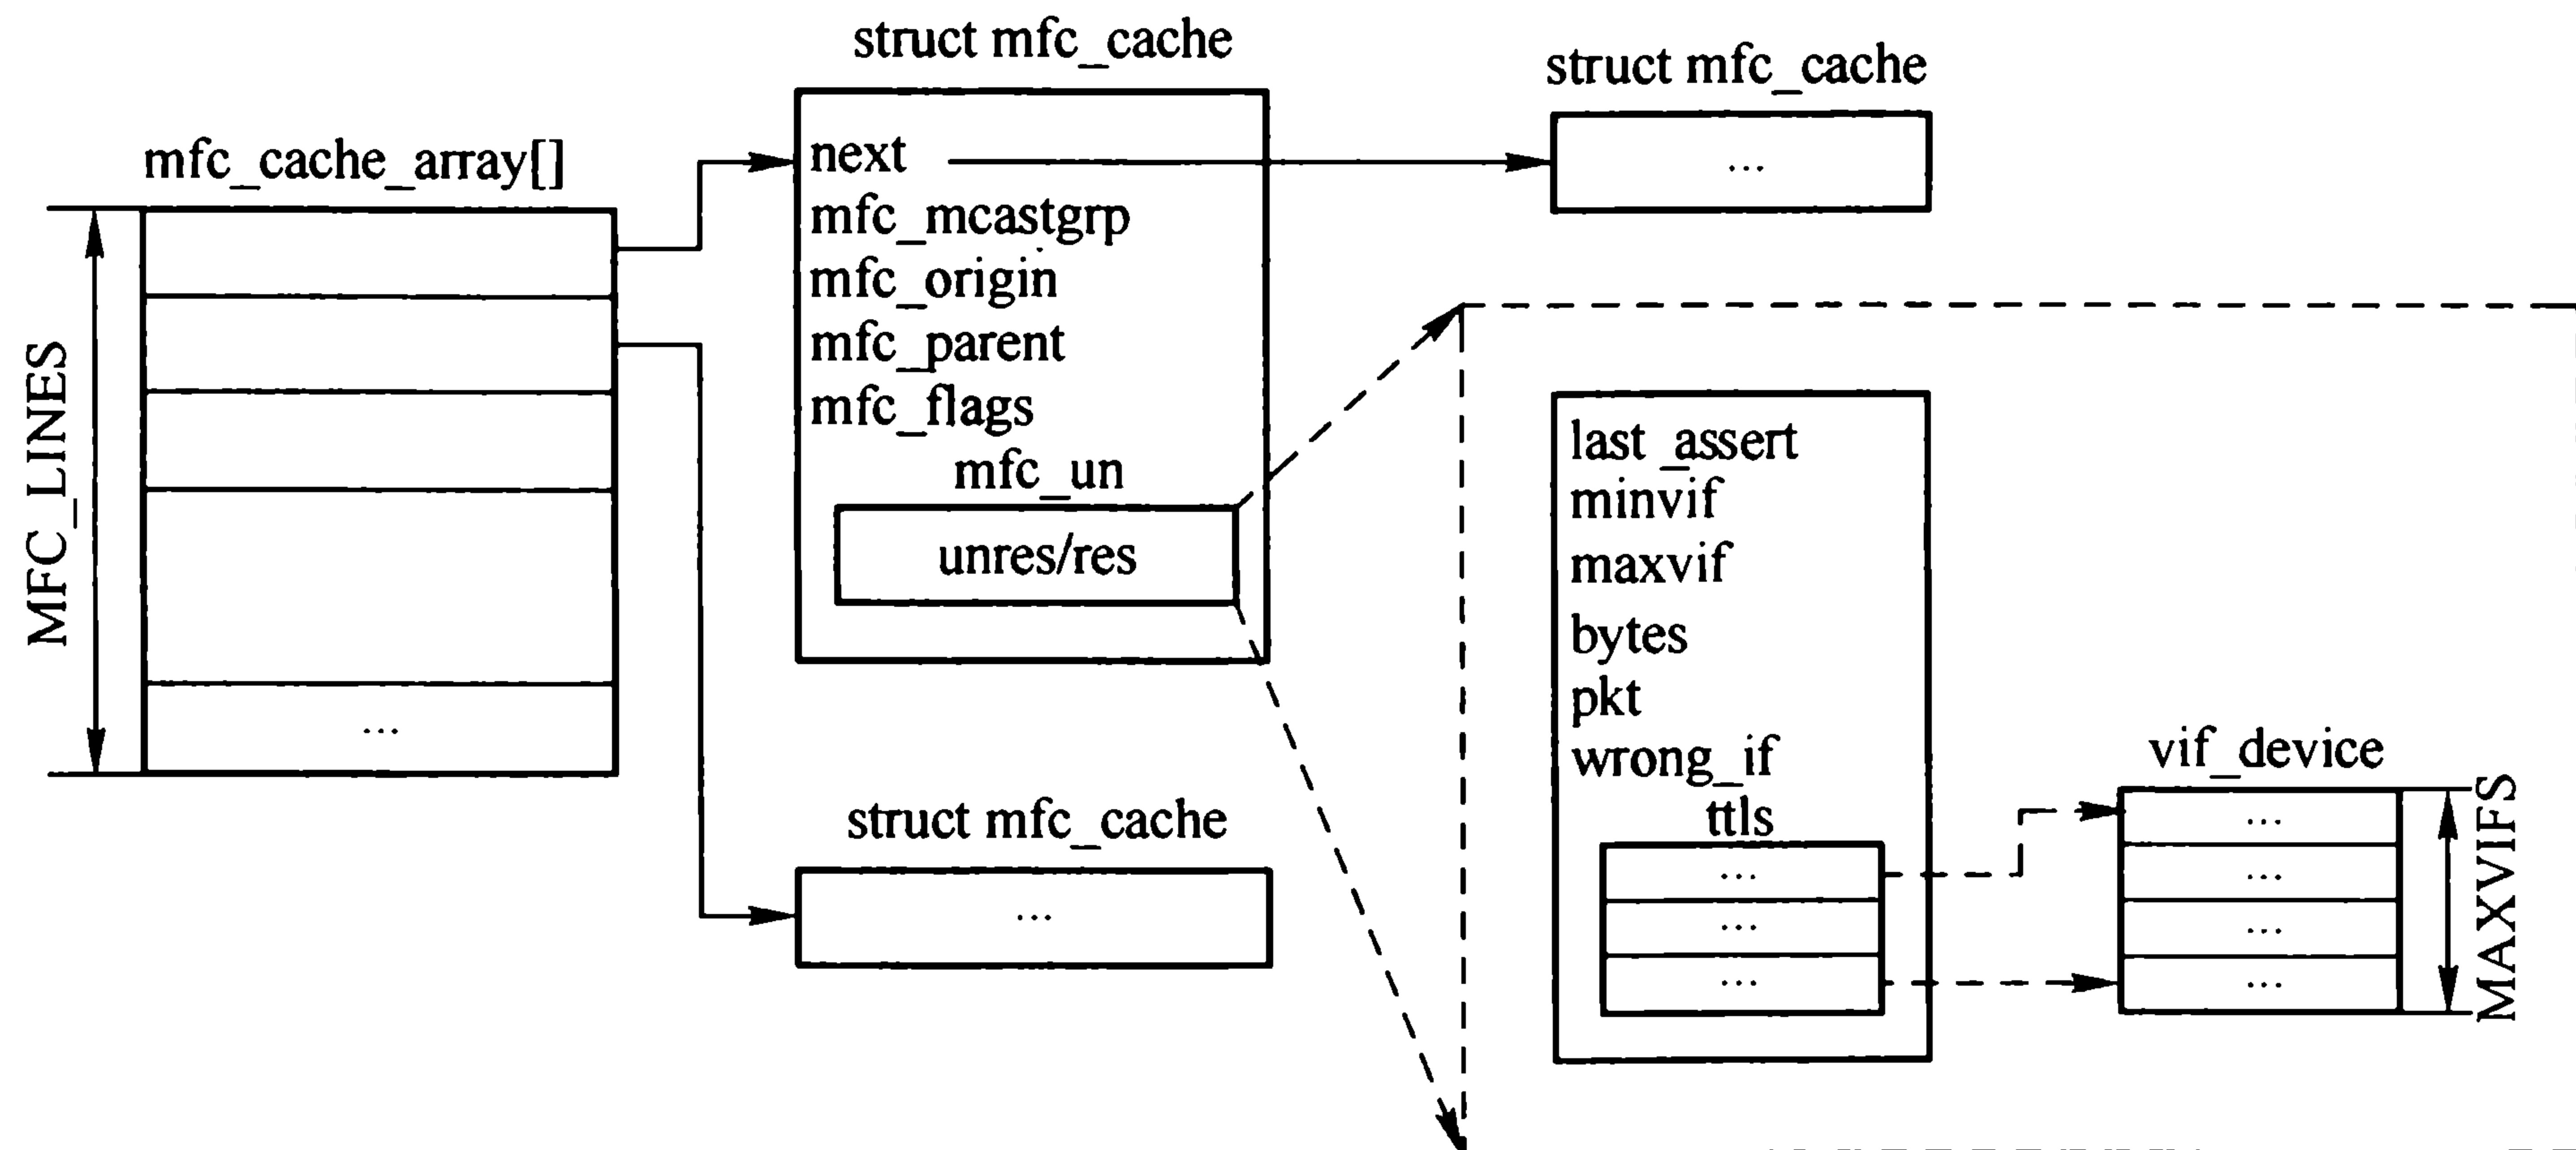 struct mfc_cache
struct mfc_cache
mfc_cache_array[]
next
...
mfc_mcastgrp
mfc_origin
mfc_parent
mfc_flags
mfc_un
unres/res
MFC_LINES
...
last_assert
minvif
maxvif
bytes
pkt
wrong_if
ttls
...
...
...
vif_device
...
...
...
...
MAXVIFS
struct mfc_cache
...